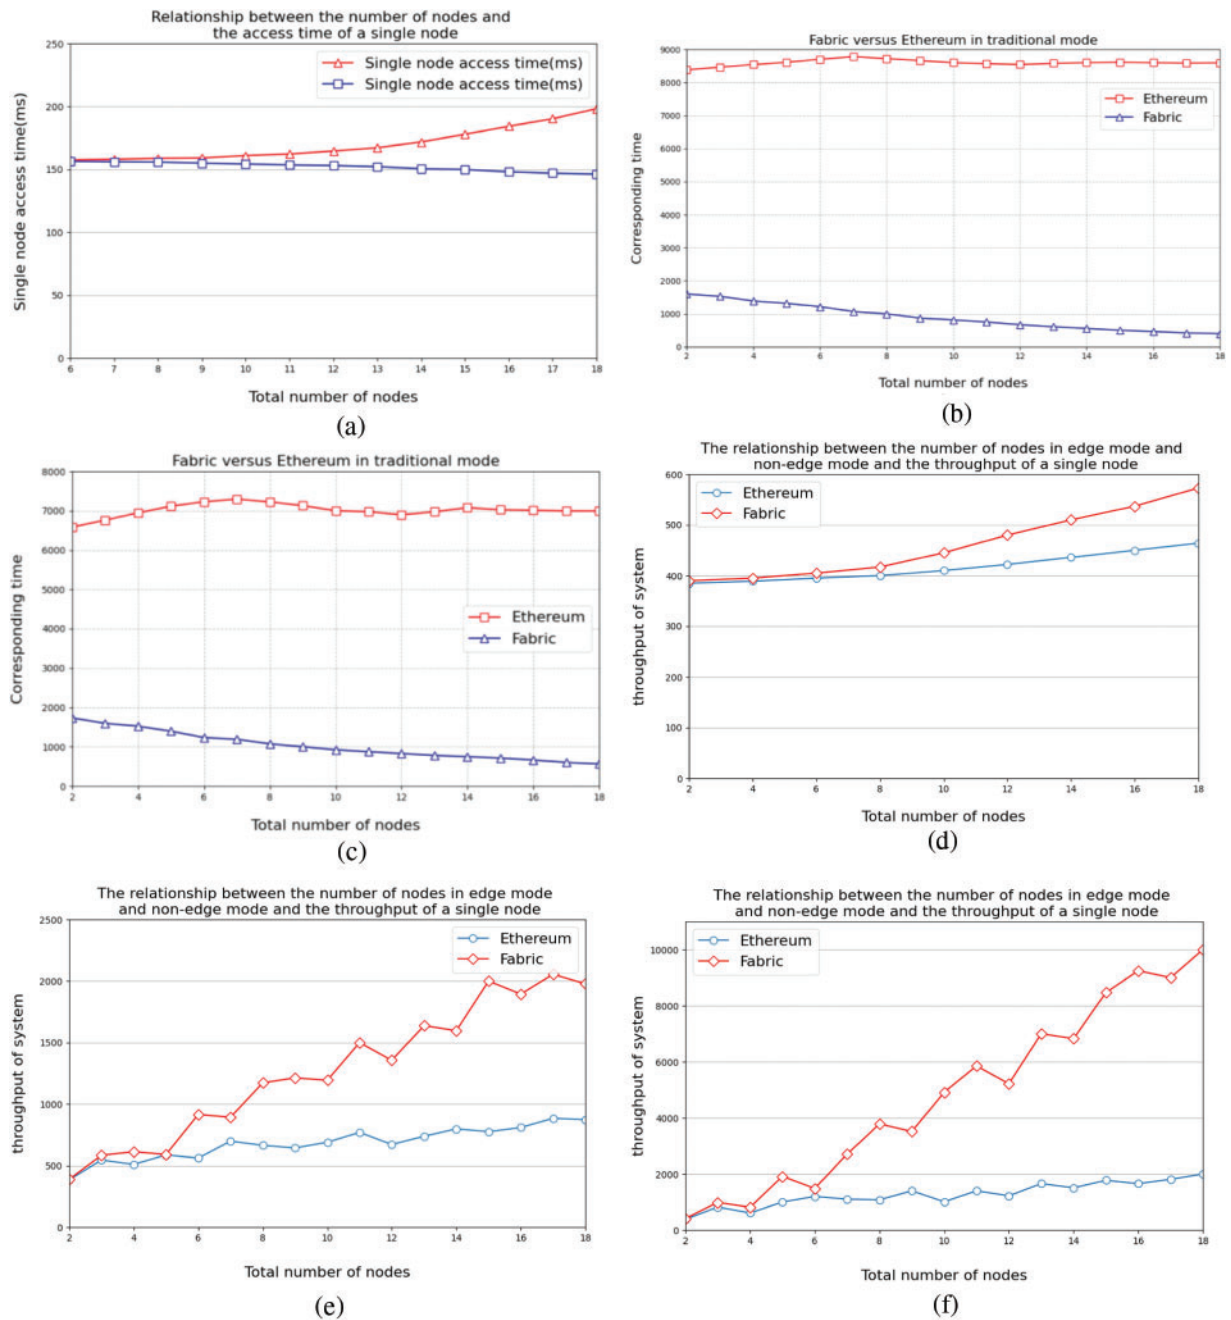 Relationship between the number of nodes and
the access time of a single node
250
200
150
100
50
0
Single node access time(ms)
Single node access time(ms)
Single node access time(ms)
6 7 8 9 10 11 12 13 14 15 16 17 18
Total number of nodes
(a)
Fabric versus Ethereum in traditional mode
9000
8000
7000
6000
5000
4000
3000
2000
1000
0
Corresponding time
Ethereum
Fabric
2 4 6 8 10 12 14 16 18
Total number of nodes
(b)
Fabric versus Ethereum in traditional mode
8000
7000
6000
5000
4000
3000
2000
1000
0
Corresponding time
Ethereum
Fabric
2 4 6 8 10 12 14 16 18
Total number of nodes
(c)
The relationship between the number of nodes in edge mode and
non-edge mode and the throughput of a single node
600
500
400
300
200
100
0
throughput of system
Ethereum
Fabric
2 4 6 8 10 12 14 16 18
Total number of nodes
(d)
The relationship between the number of nodes in edge mode
and non-edge mode and the throughput of a single node
2500
2000
1500
1000
500
0
throughput of system
Ethereum
Fabric
2 4 6 8 10 12 14 16 18
Total number of nodes
(e)
The relationship between the number of nodes in edge mode
and non-edge mode and the throughput of a single node
10000
8000
6000
4000
2000
0
throughput of system
Ethereum
Fabric
2 4 6 8 10 12 14 16 18
Total number of nodes
(f)